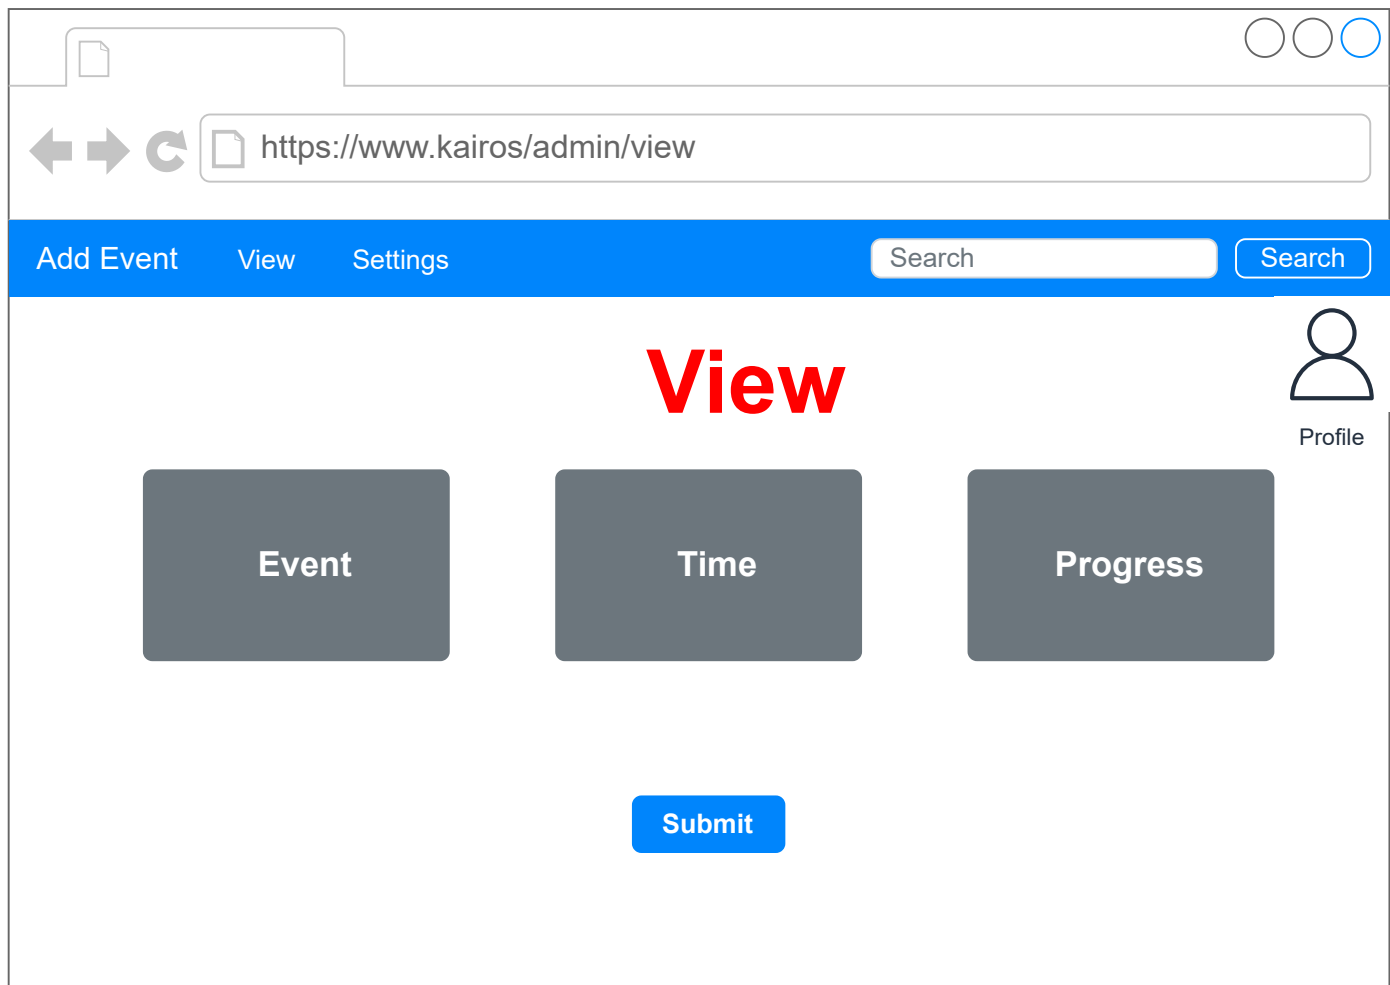 https://www.kairos/admin/view
Add Event View Settings Search Search
View
Profile
Event Time Progress
Submit